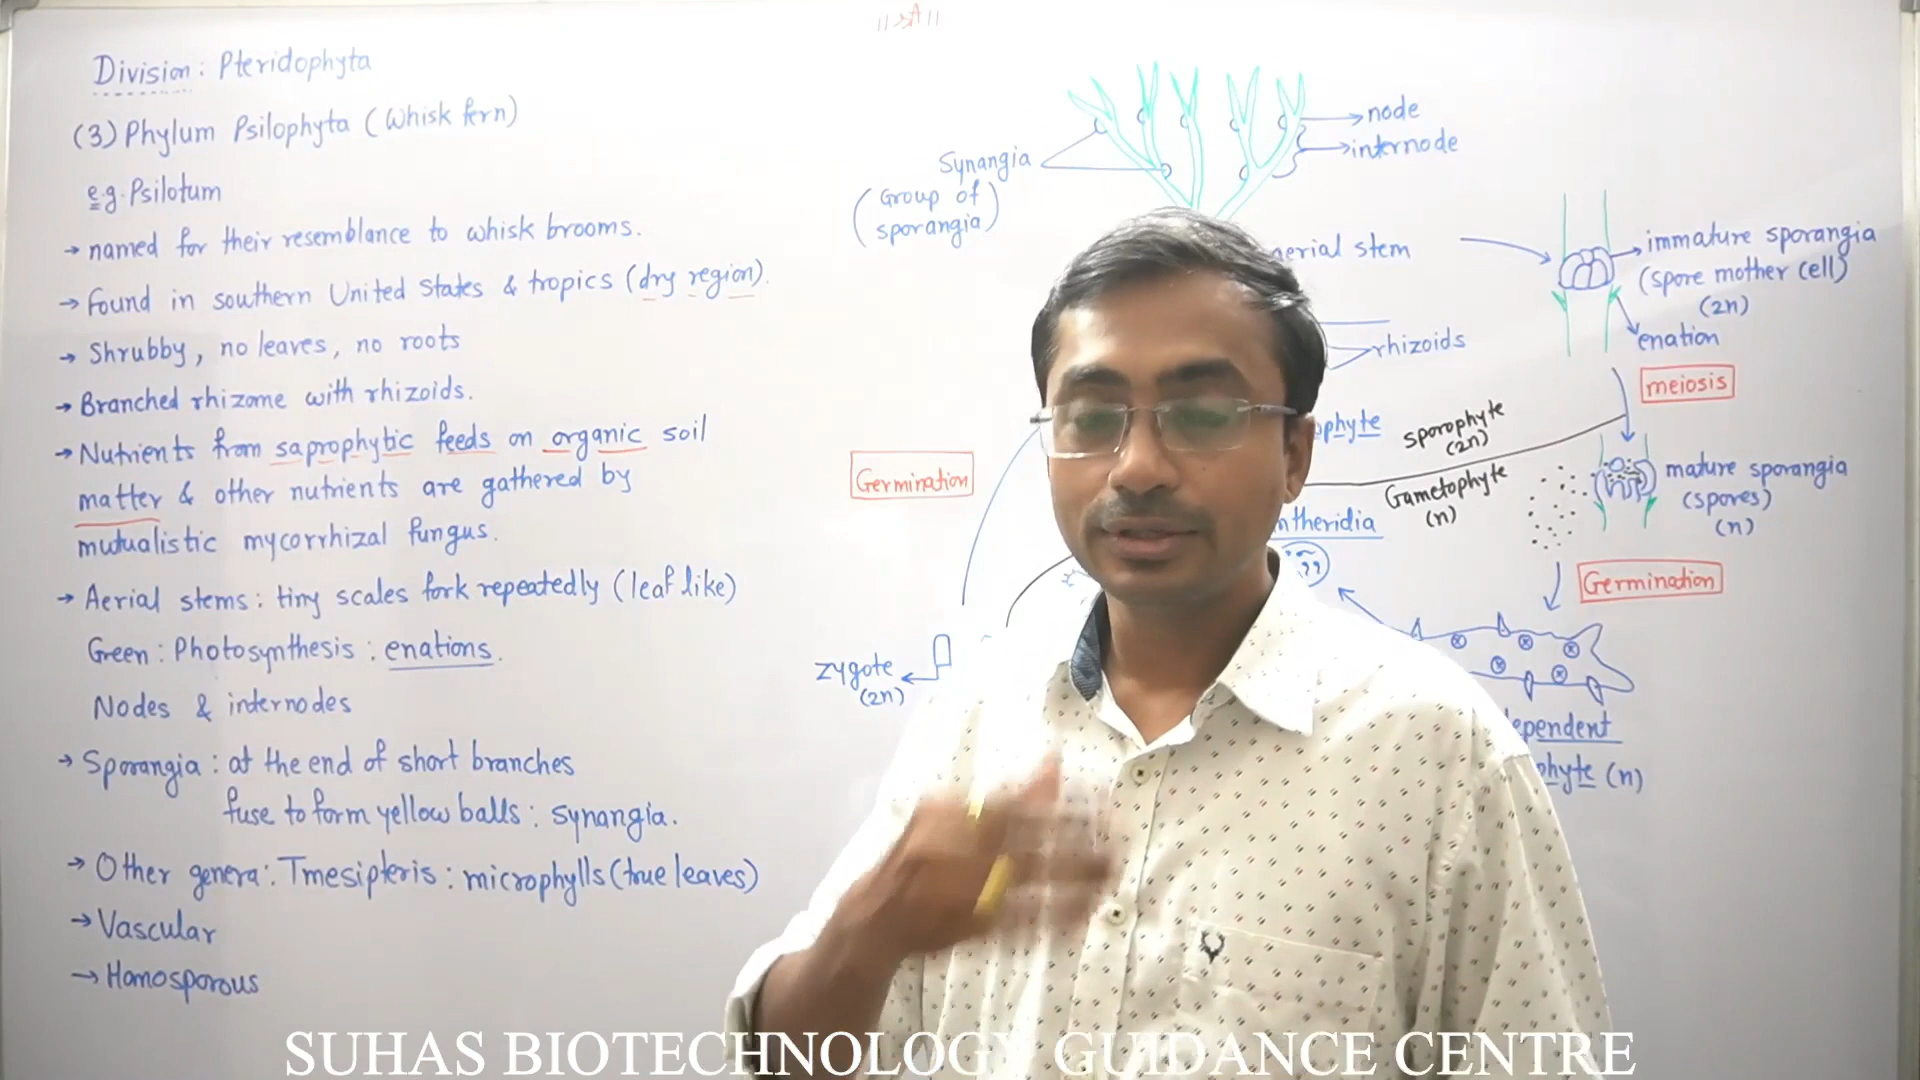 ॥श्री॥
Division: Pteridophyta
(3) Phylum Psilophyta (Whisk fern)
e.g. Psilotum
→ named for their resemblance to whisk brooms.
→ Found in southern United States & tropics (dry region).
→ Shrubby, no leaves, no roots
→ Branched rhizome with rhizoids.
→ Nutrients from saprophytic feeds on organic soil
matter & other nutrients are gathered by
mutualistic mycorrhizal fungus.
→ Aerial stems: tiny scales fork repeatedly (leaf like)
Green: Photosynthesis: enations.
Nodes & internodes
→ Sporangia: at the end of short branches
fuse to form yellow balls: synangia.
→ Other genera: Tmesipteris: microphylls (true leaves)
→ Vascular
→ Homosporous
node
internode
Synangia
(Group of
sporangia)
aerial stem
rhizoids
immature sporangia
(spore mother cell)
(2n)
enation
meiosis
phyte
sporophyte
(2n)
Gametophyte
(n)
mature sporangia
(spores)
(n)
Germination
Germination
ntheridia
zygote
(2n)
ependent
phyte (n)
SUHAS BIOTECHNOLOGY GUIDANCE CENTRE